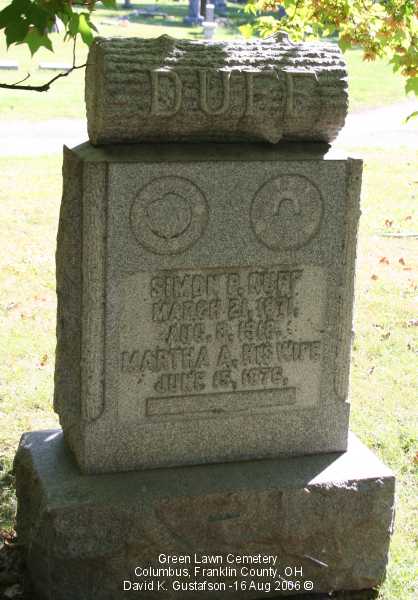 DUFF
SIMON P. DUFF
MARCH 21, 1871.
AUG. 8, 1918.
MARTHA A. HIS WIFE
JUNE 15, 1876.
Green Lawn Cemetery
Columbus, Franklin County, OH
David K. Gustafson -16 Aug 2006 ©